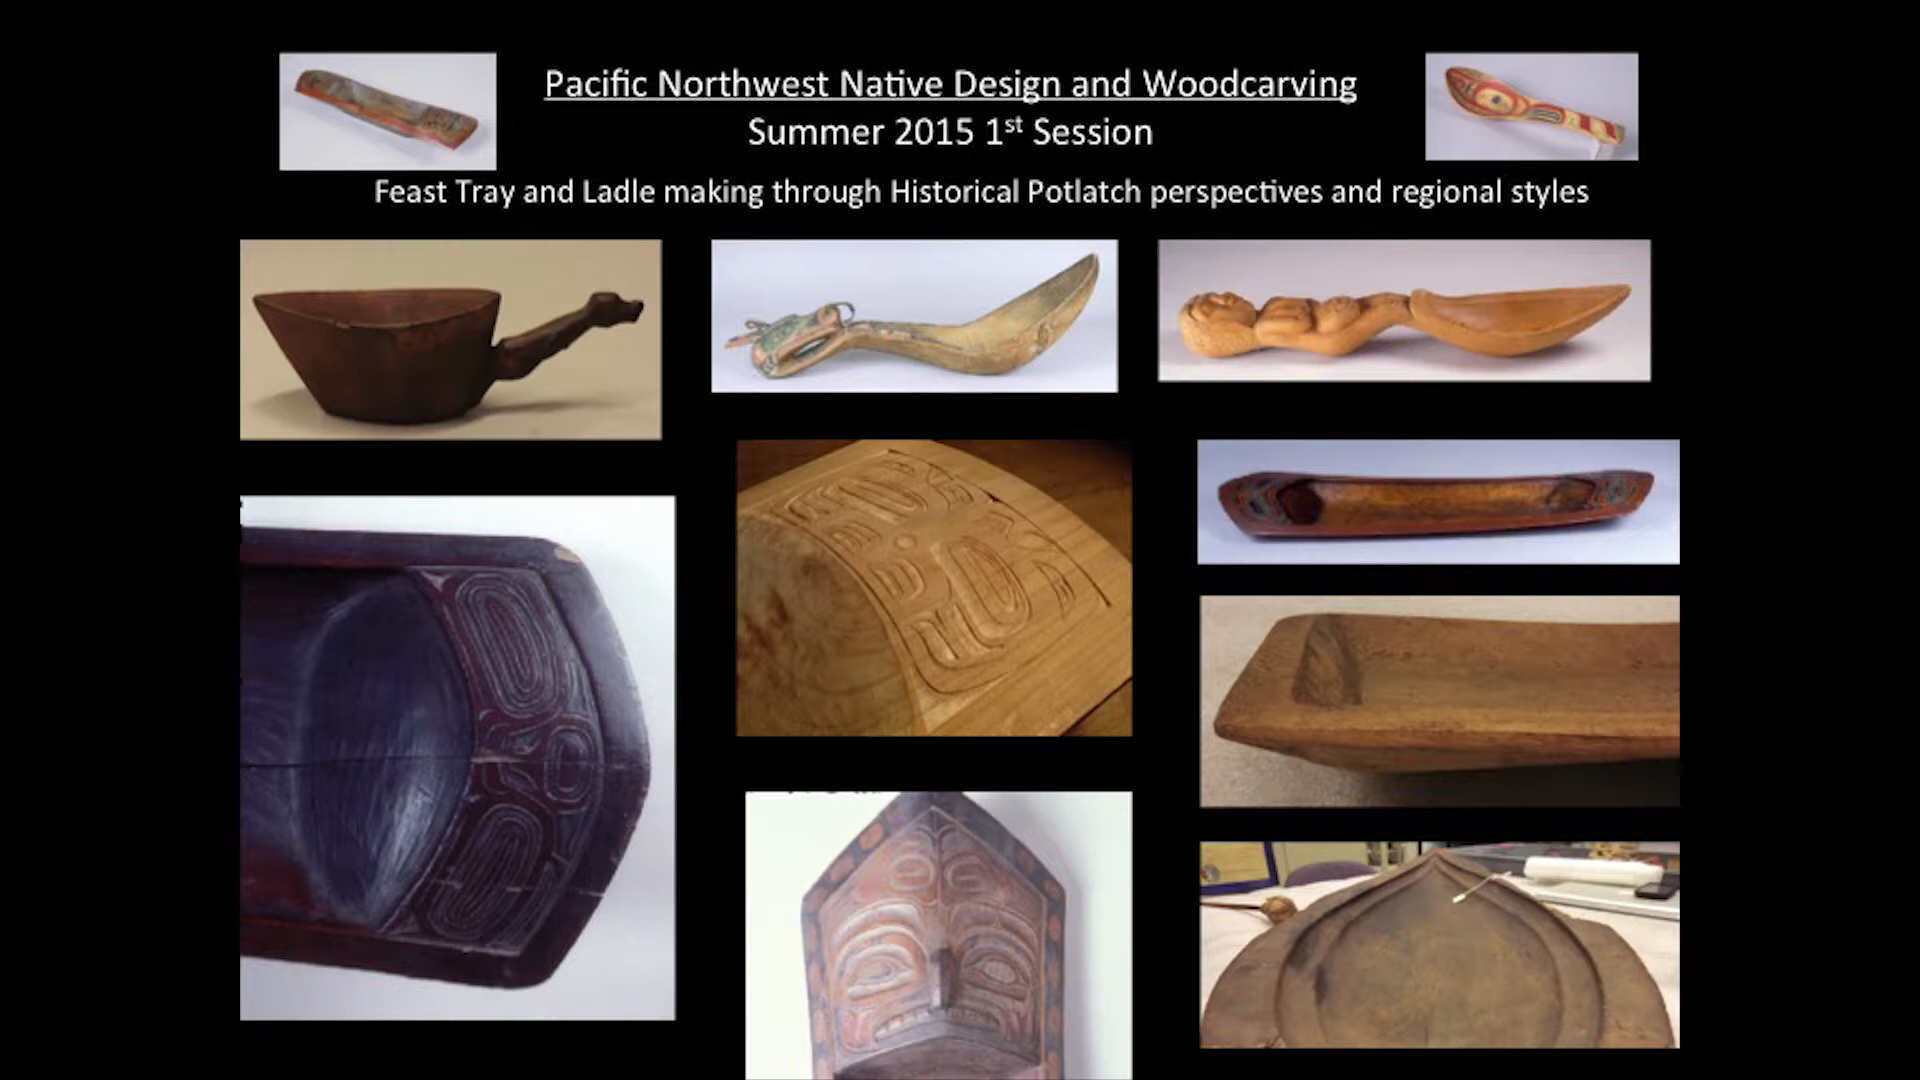 Pacific Northwest Native Design and Woodcarving
Summer 2015 1st Session
Feast Tray and Ladle making through Historical Potlatch perspectives and regional styles